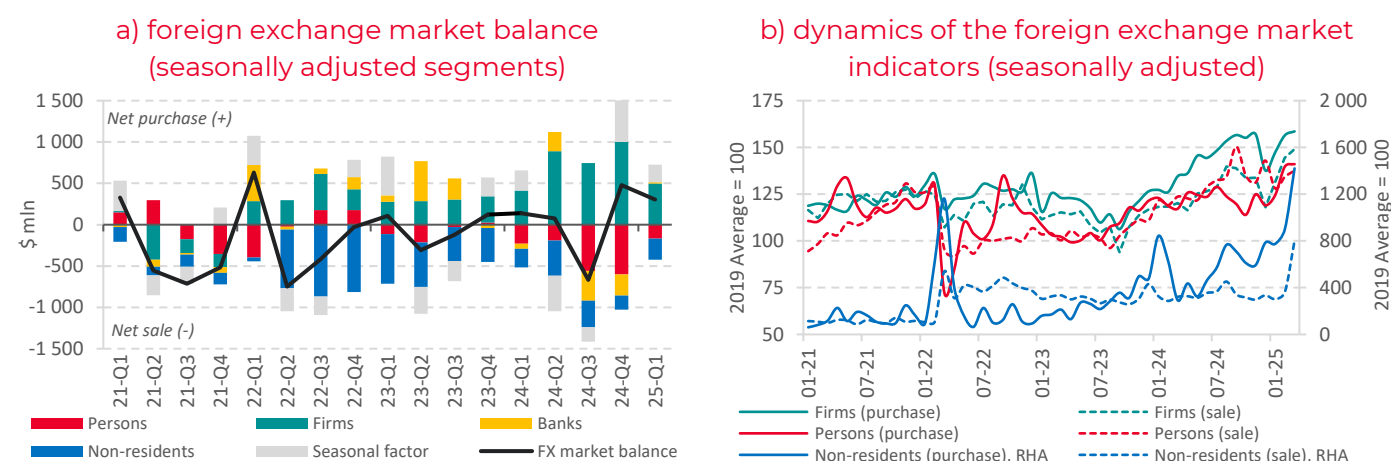 a) foreign exchange market balance
(seasonally adjusted segments)
1 500
1 000
500
0
-500
-1 000
-1 500
$ mln
Net purchase (+)
Net sale (-)
21-Q1
21-Q2
21-Q3
21-Q4
22-Q1
22-Q2
22-Q3
22-Q4
23-Q1
23-Q2
23-Q3
23-Q4
24-Q1
24-Q2
24-Q3
24-Q4
25-Q1
Persons
Firms
Banks
Non-residents
Seasonal factor
FX market balance
b) dynamics of the foreign exchange market
indicators (seasonally adjusted)
175
150
125
100
75
50
2019 Average = 100
2 000
1 600
1 200
800
400
0
2019 Average = 100
01-21
07-21
01-22
07-22
01-23
07-23
01-24
07-24
01-25
Firms (purchase)
Firms (sale)
Persons (purchase)
Persons (sale)
Non-residents (purchase), RHA
Non-residents (sale), RHA